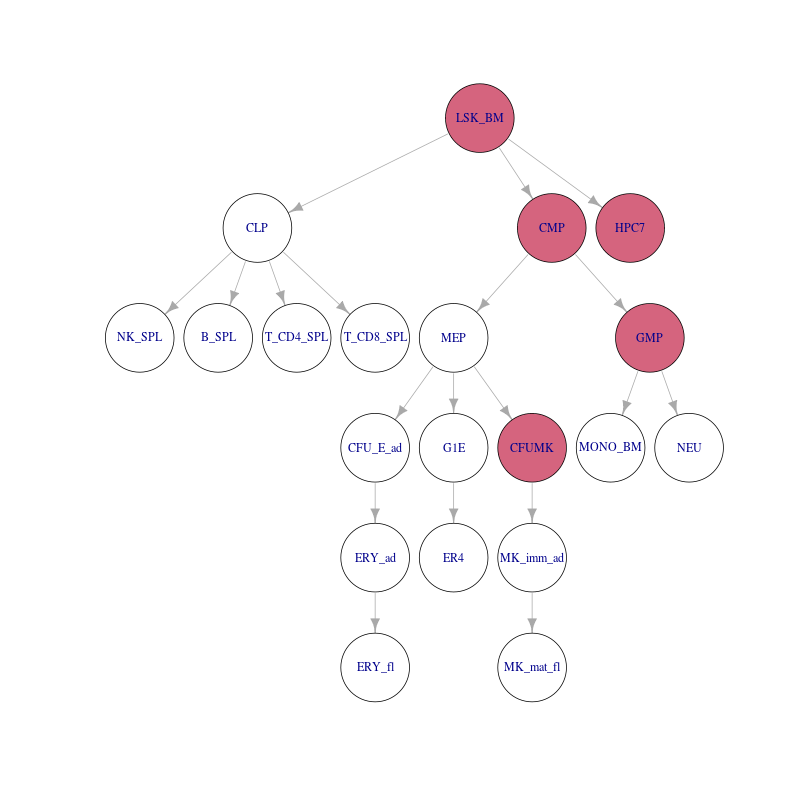 LSK_BM
CLP
CMP
HPC7
NK_SPL
B_SPL
T_CD4_SPL
T_CD8_SPL
MEP
GMP
CFU_E_ad
G1E
CFUMK
MONO_BM
NEU
ERY_ad
ER4
MK_imm_ad
ERY_fl
MK_mat_fl